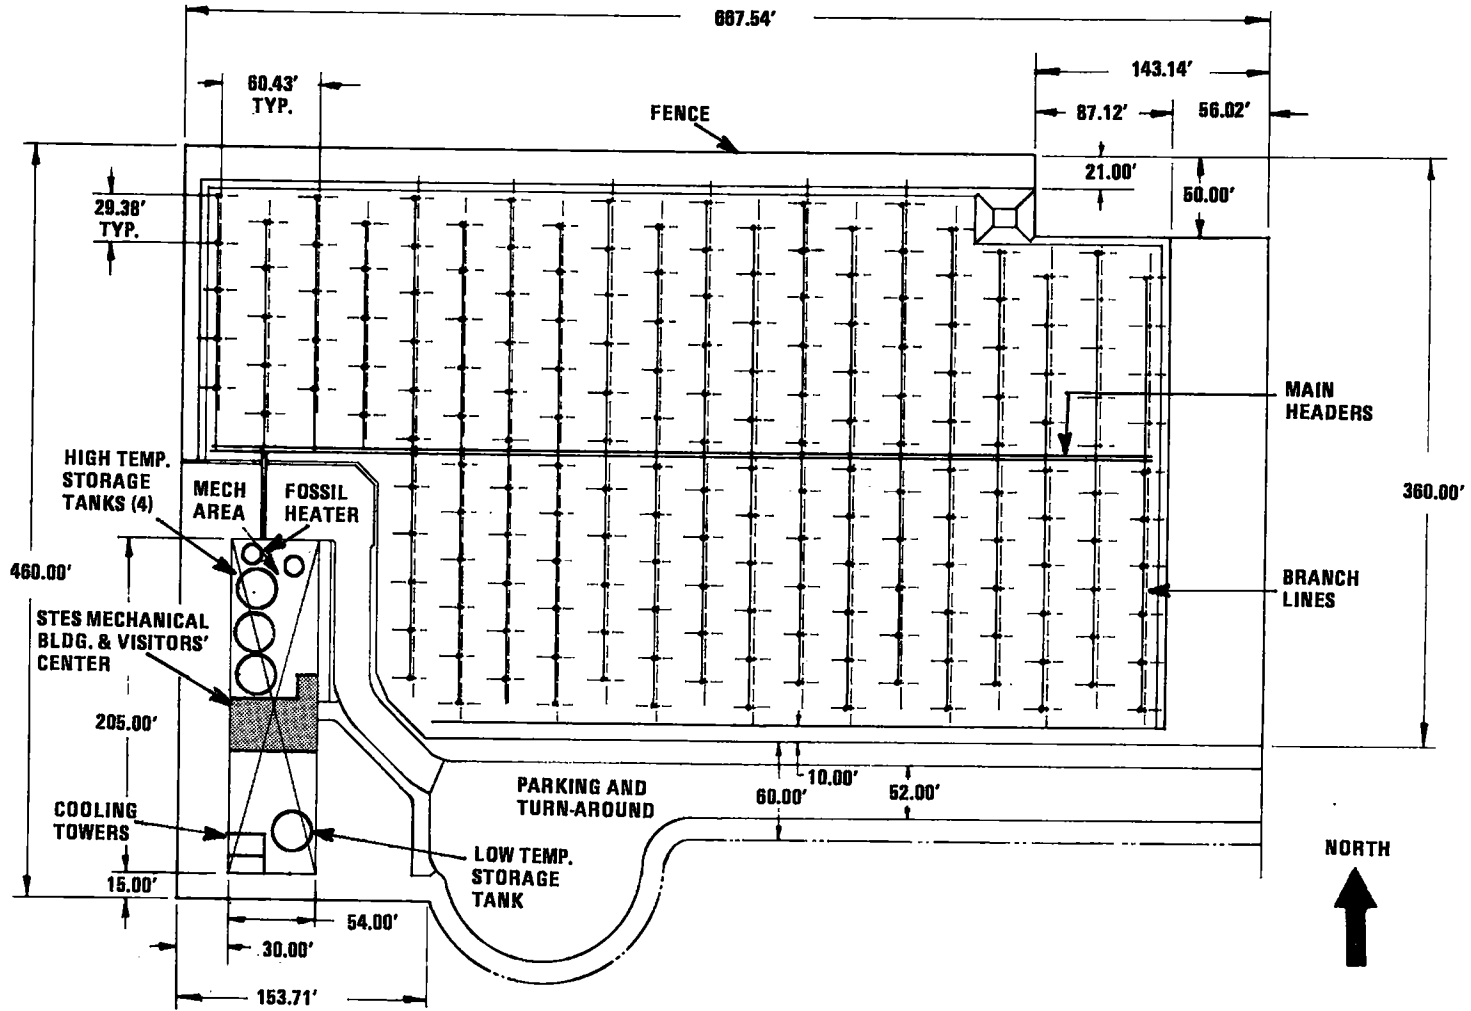 667.54'
143.14'
60.43'
TYP.
87.12'
56.02'
FENCE
21.00'
50.00'
29.38'
TYP.
MAIN
HEADERS
HIGH TEMP.
STORAGE
TANKS (4)
MECH
AREA
FOSSIL
HEATER
360.00'
460.00'
BRANCH
LINES
STES MECHANICAL
BLDG. & VISITORS'
CENTER
205.00'
PARKING AND
TURN-AROUND
10.00'
60.00'
52.00'
COOLING
TOWERS
LOW TEMP.
STORAGE
TANK
NORTH
15.00'
54.00'
30.00'
153.71'